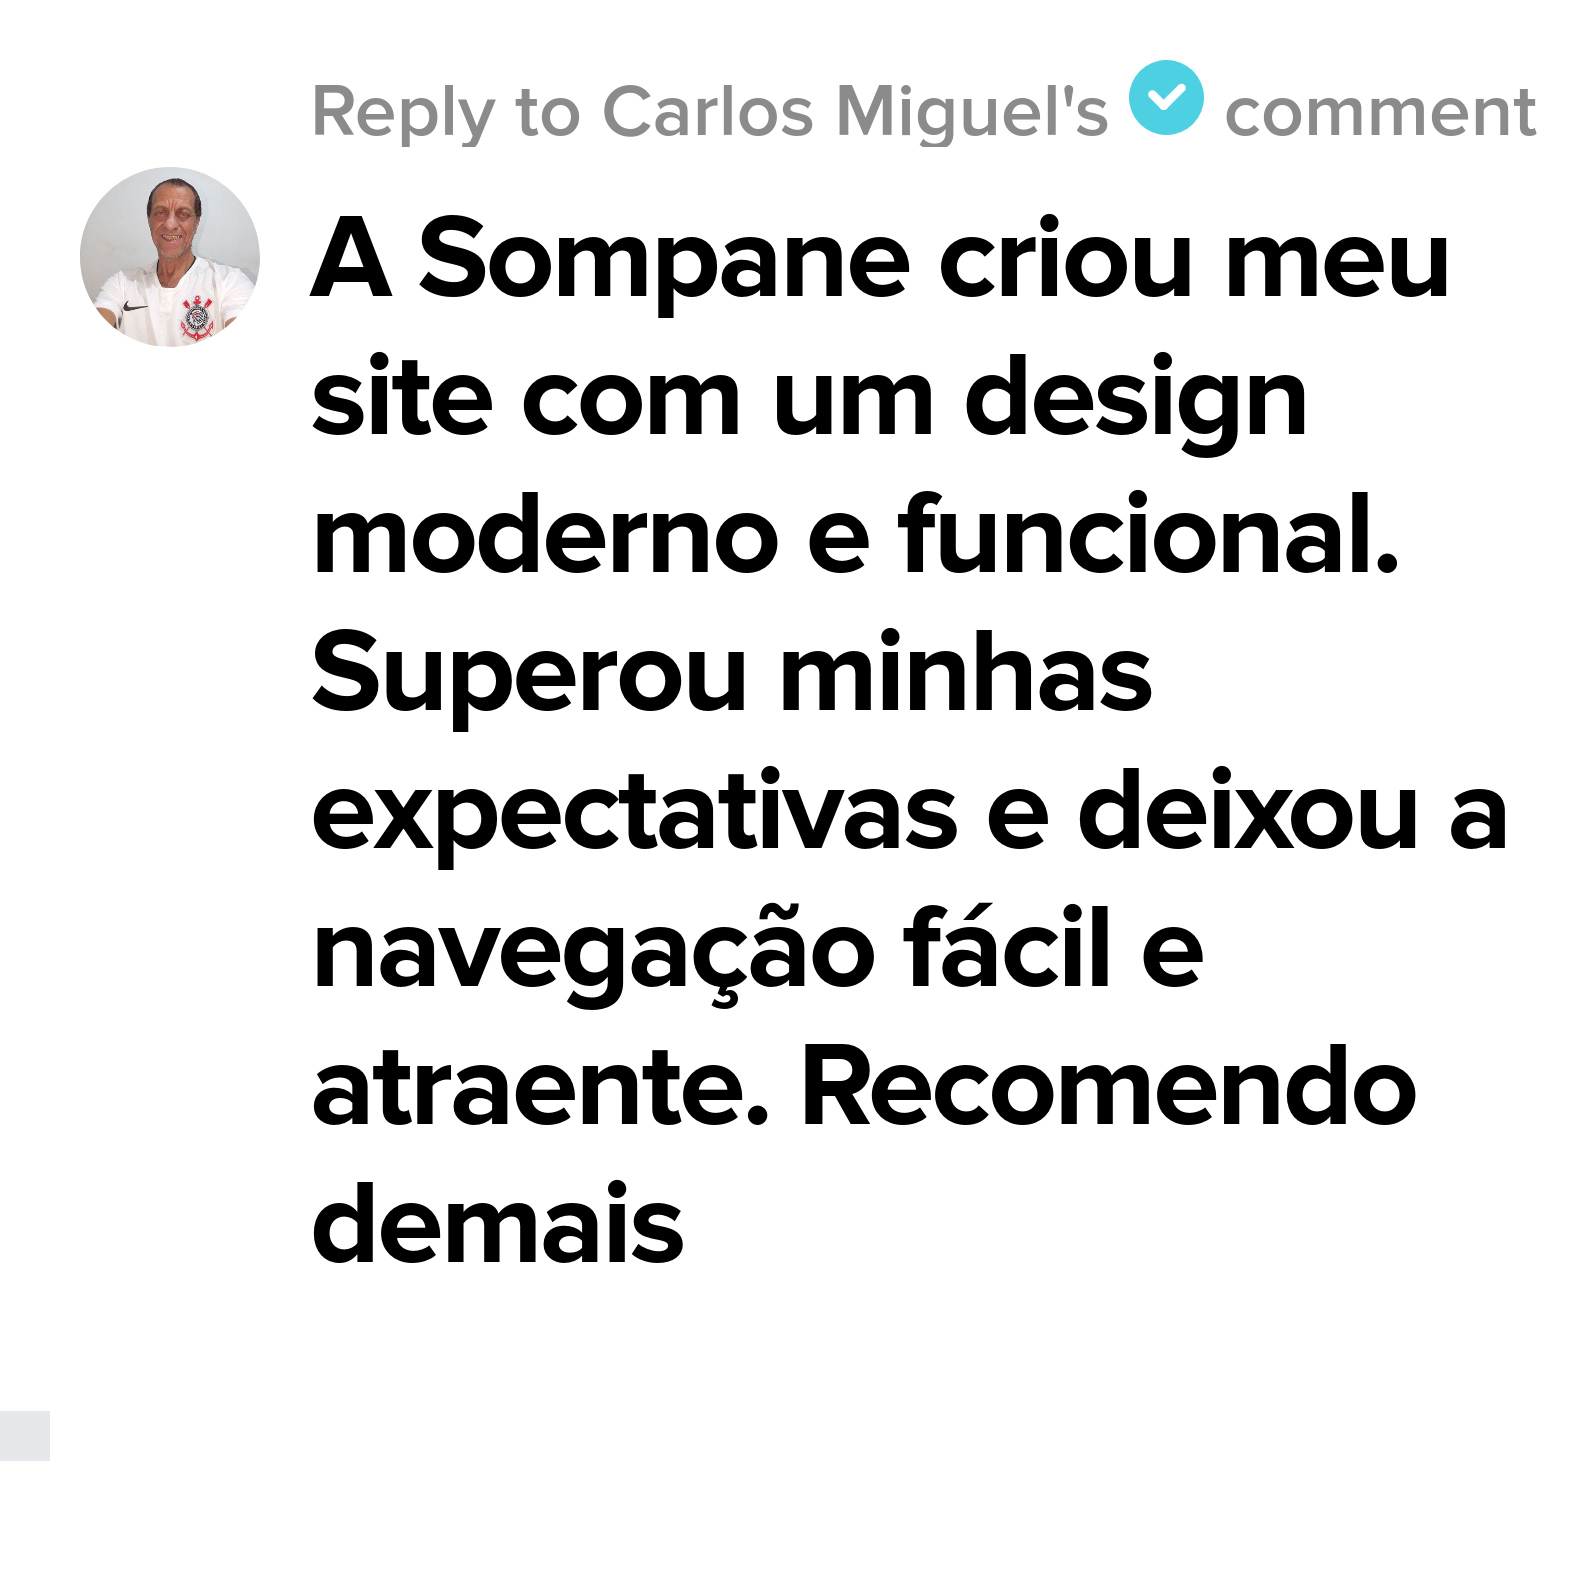 Reply to Carlos Miguel's comment
A Sompane criou meu
site com um design
moderno e funcional.
Superou minhas
expectativas e deixou a
navegação fácil e
atraente. Recomendo
demais